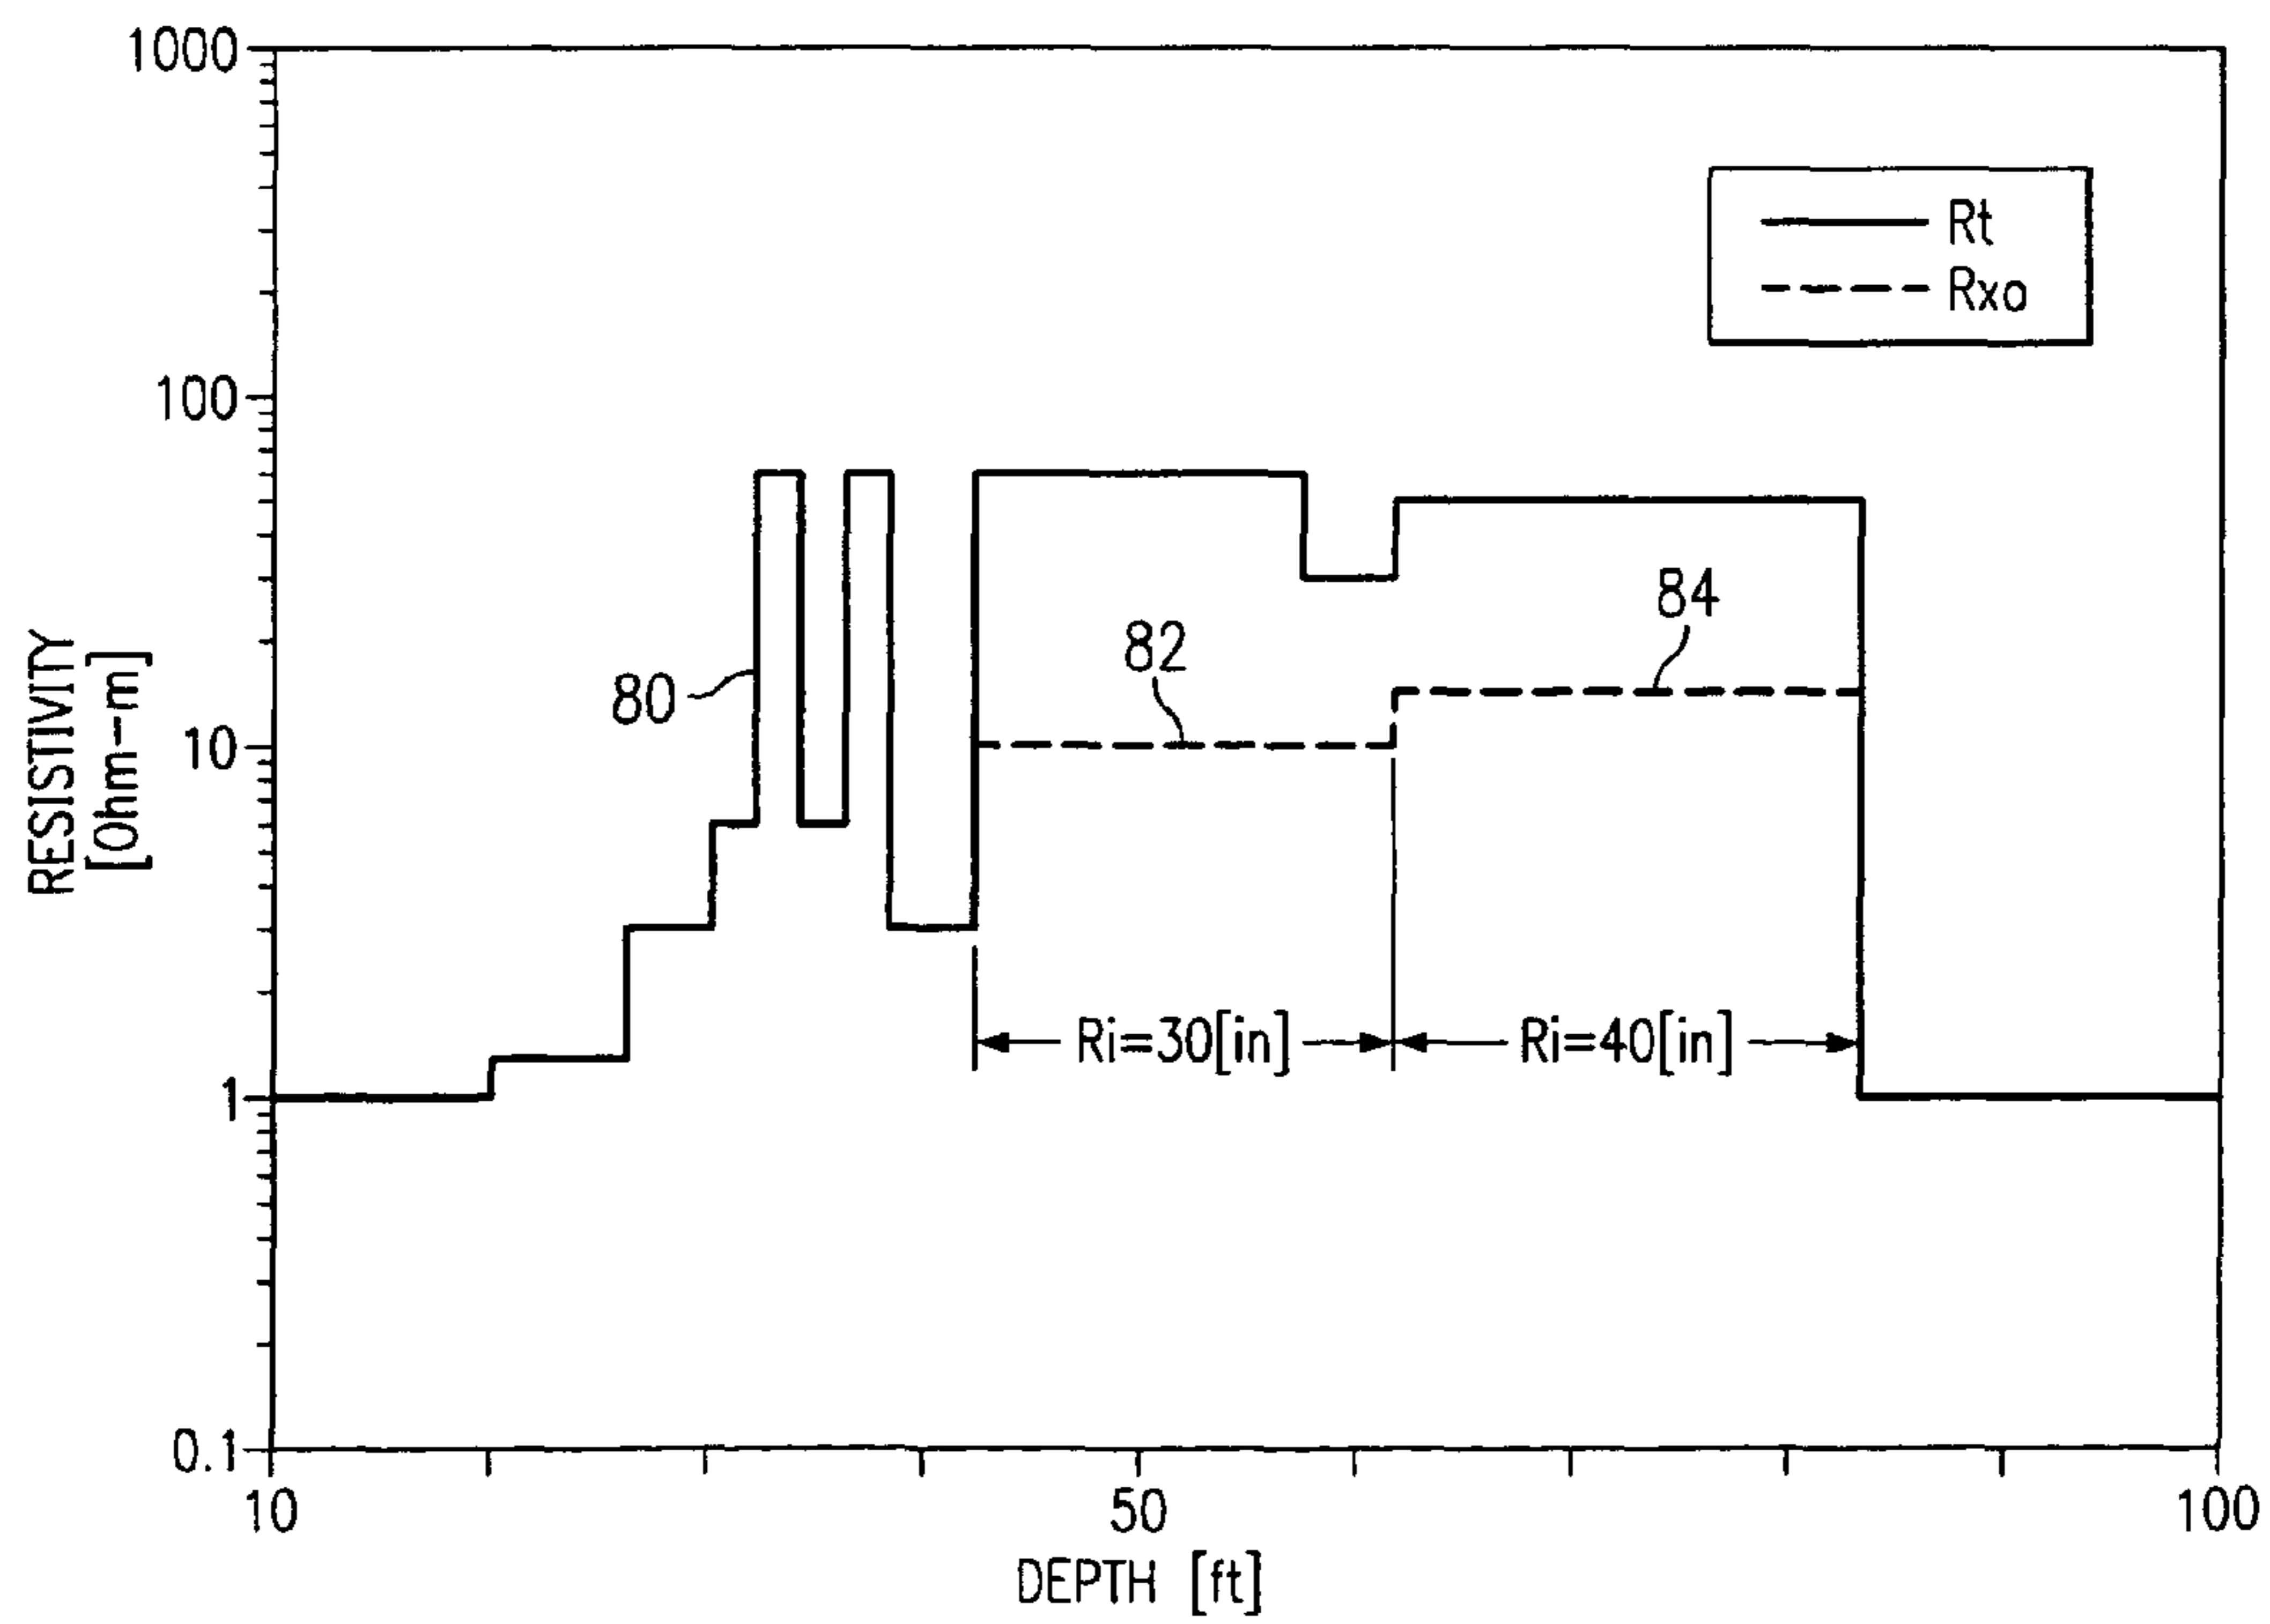 1000
100
10
1
0.1
RESISTIVITY
[Ohm-m]
Rt
Rxo
80
82
84
Ri=30[in]
Ri=40[in]
10
50
100
DEPTH [ft]